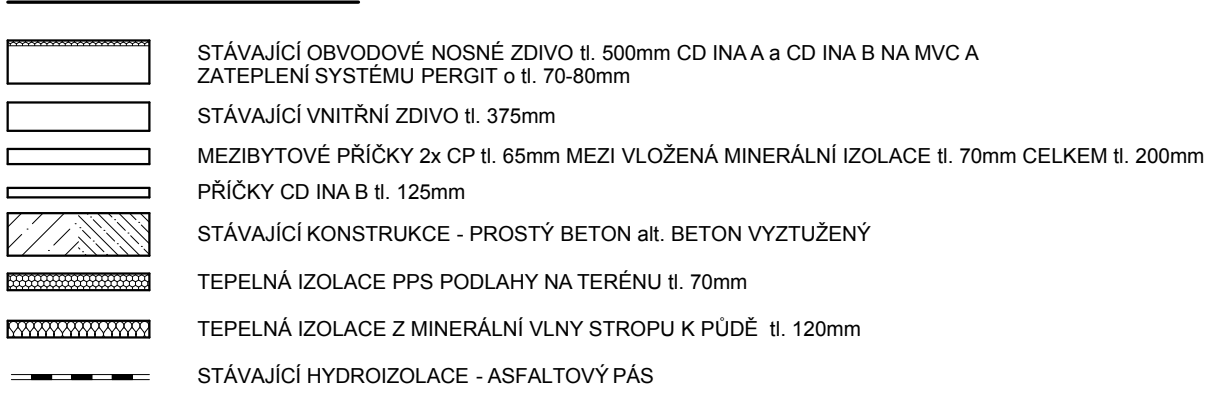 STÁVAJÍCÍ OBVODOVÉ NOSNÉ ZDIVO tl. 500mm CD INA A a CD INA B NA MVC A
ZATEPLENÍ SYSTÉMU PERGIT o tl. 70-80mm
STÁVAJÍCÍ VNITŘNÍ ZDIVO tl. 375mm
MEZIBYTOVÉ PŘÍČKY 2x CP tl. 65mm MEZI VLOŽENÁ MINERÁLNÍ IZOLACE tl. 70mm CELKEM tl. 200mm
PŘÍČKY CD INA B tl. 125mm
STÁVAJÍCÍ KONSTRUKCE - PROSTÝ BETON alt. BETON VYZTUŽENÝ
TEPELNÁ IZOLACE PPS PODLAHY NA TERÉNU tl. 70mm
TEPELNÁ IZOLACE Z MINERÁLNÍ VLNY STROPU K PŮDĚ tl. 120mm
STÁVAJÍCÍ HYDROIZOLACE - ASFALTOVÝ PÁS